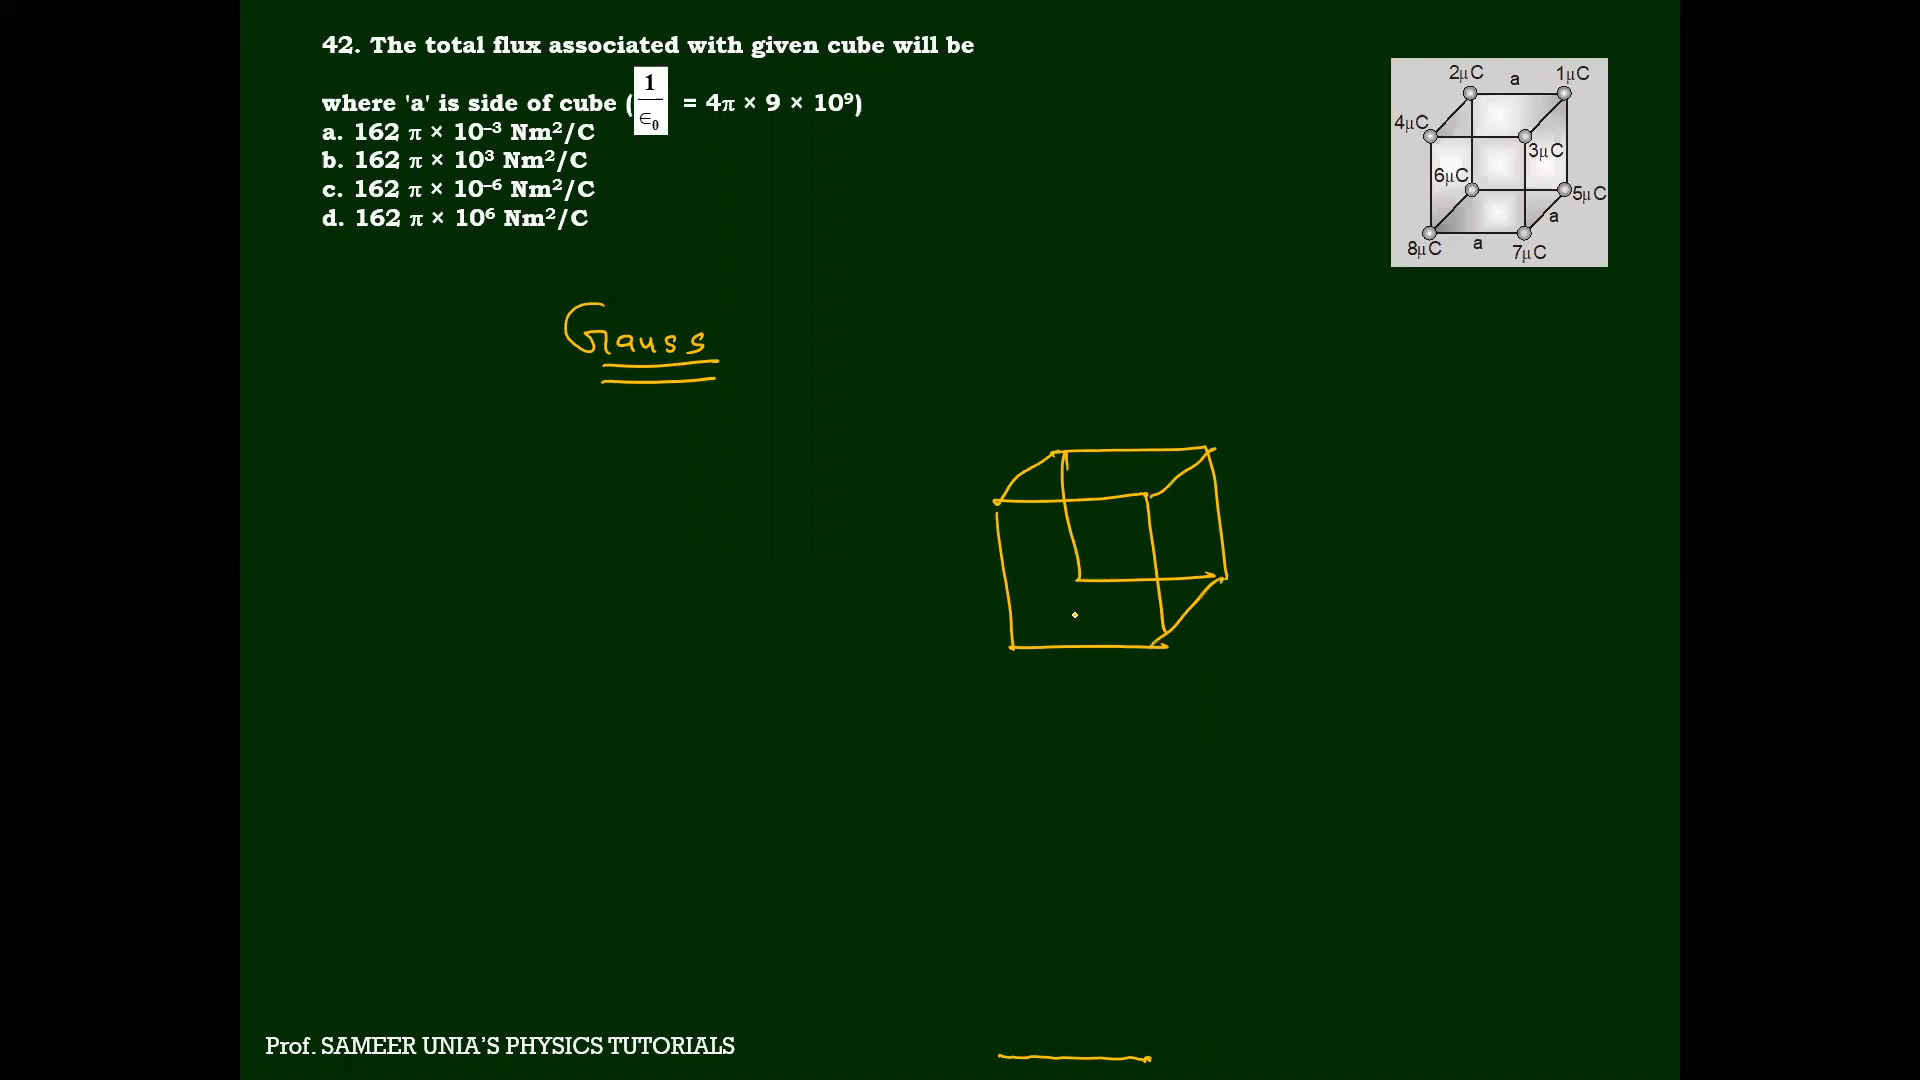 42. The total flux associated with given cube will be
where 'a' is side of cube (1/∈₀ = 4π × 9 × 10⁹)
a. 162 π × 10⁻³ Nm²/C
b. 162 π × 10³ Nm²/C
c. 162 π × 10⁻⁶ Nm²/C
d. 162 π × 10⁶ Nm²/C
2μC a 1μC
4μC
3μC
6μC
5μC
a
8μC a 7μC
Gauss
Prof. SAMEER UNIA'S PHYSICS TUTORIALS